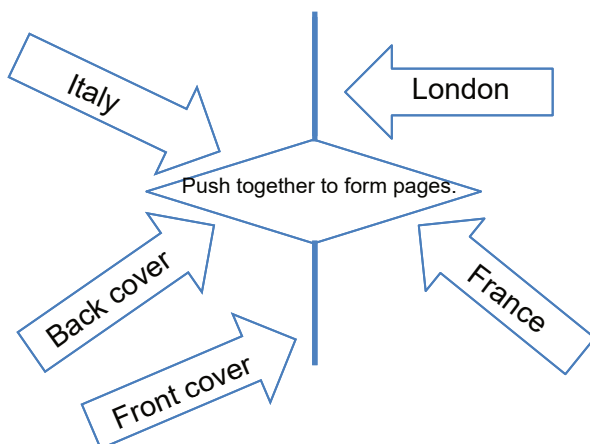 Italy
London
Push together to form pages.
Back cover
France
Front cover